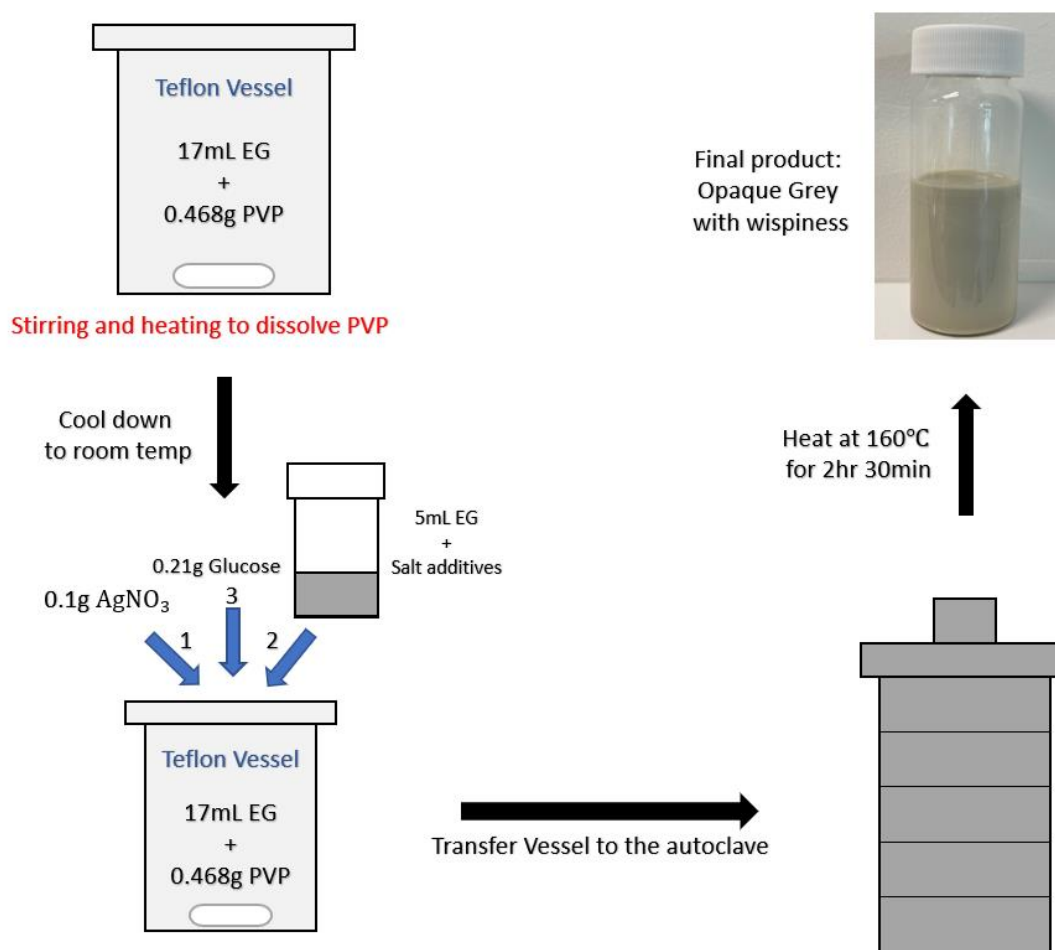 Teflon Vessel
17mL EG
+
0.468g PVP
Stirring and heating to dissolve PVP
Cool down
to room temp
5mL EG
+
Salt additives
0.21g Glucose
0.1g AgNO₃
3
1
2
Teflon Vessel
17mL EG
+
0.468g PVP
Transfer Vessel to the autoclave
Heat at 160℃
for 2hr 30min
Final product:
Opaque Grey
with wispiness